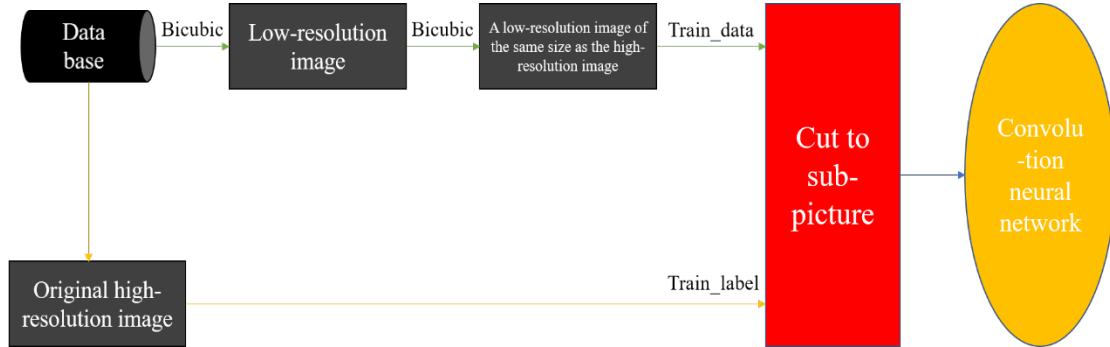 Data
base
Bicubic
Low-resolution
image
Bicubic
A low-resolution image of
the same size as the high-
resolution image
Train_data
Cut to
sub-
picture
Convolu
-tion
neural
network
Original high-
resolution image
Train_label